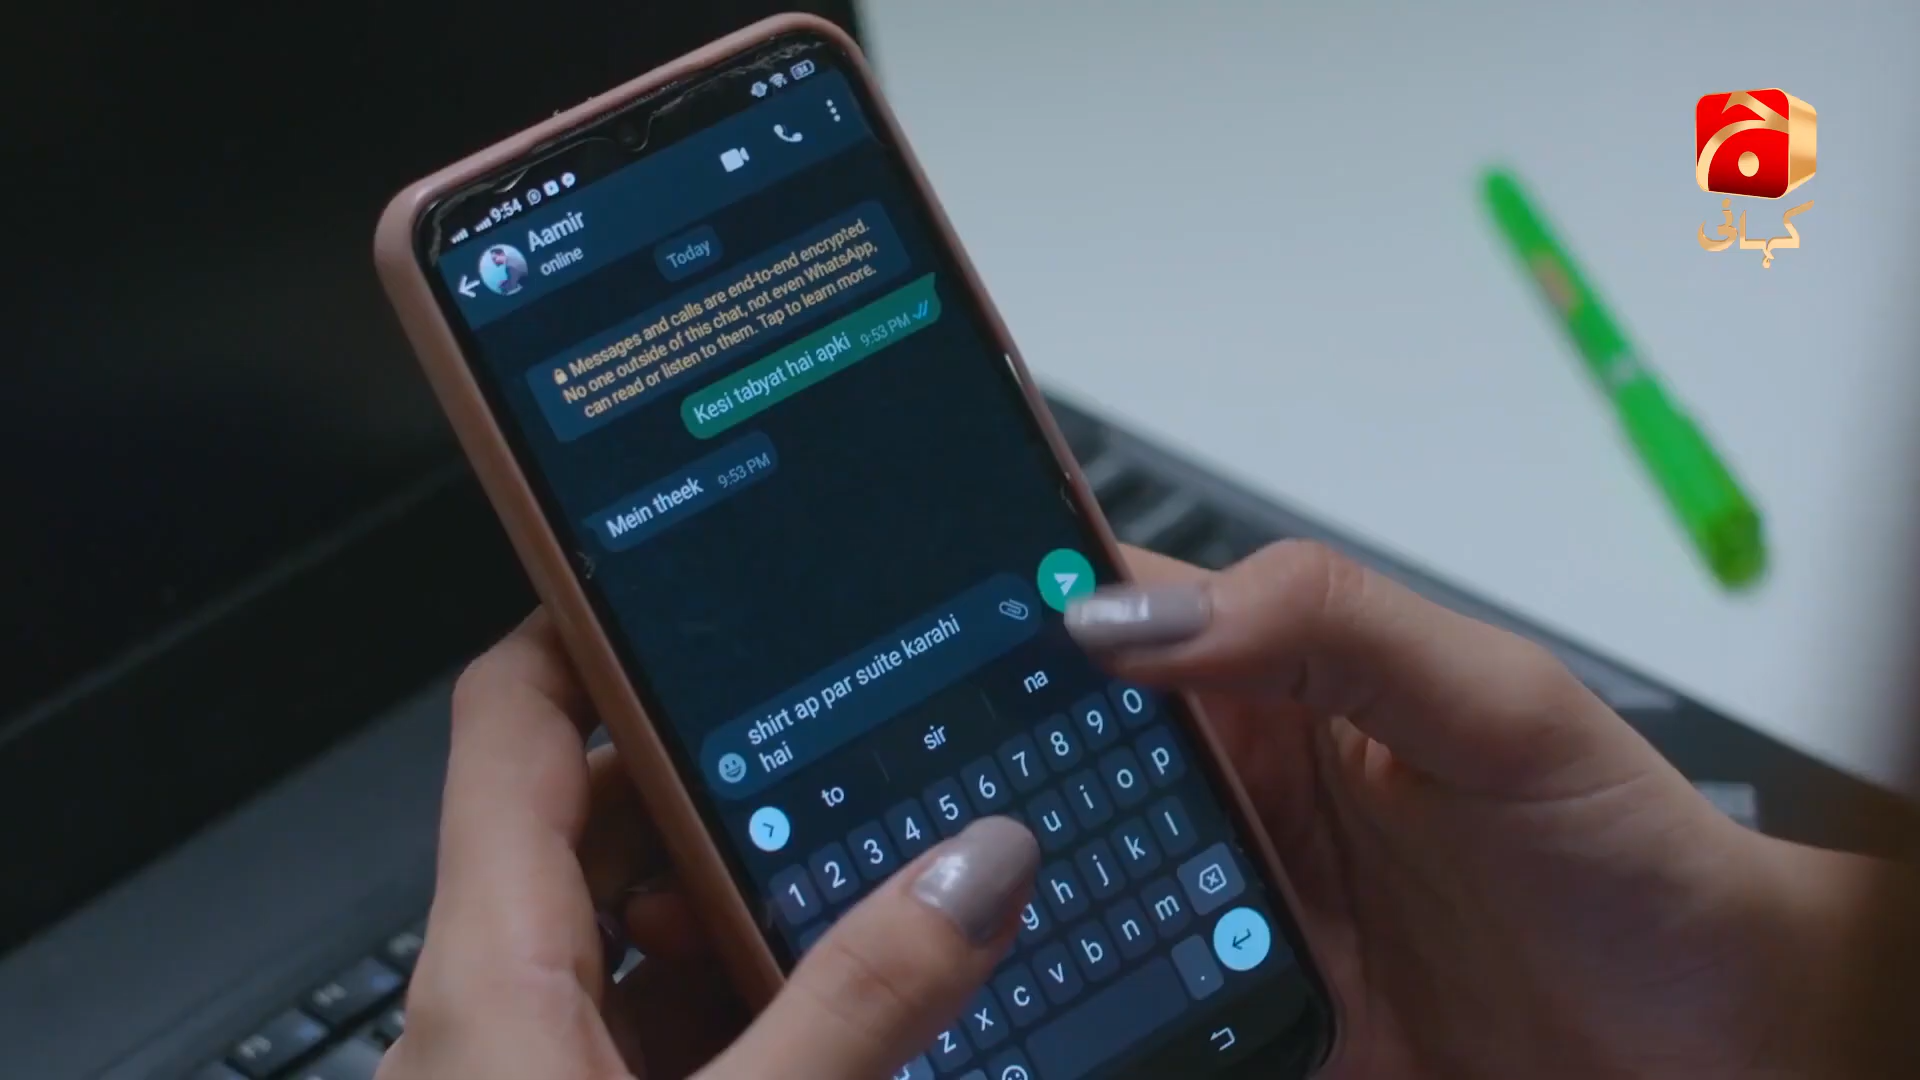 9:54
94
Aamir
online
Today
Messages and calls are end-to-end encrypted.
No one outside of this chat, not even WhatsApp,
can read or listen to them. Tap to learn more.
Kesi tabyat hai apki 9:53 PM
Mein theek 9:53 PM
shirt ap par suite karahi
hai
to sir na
1 2 3 4 5 6 7 8 9 0
u i o p
g h j k l
z x c v b n m
.
کہانی